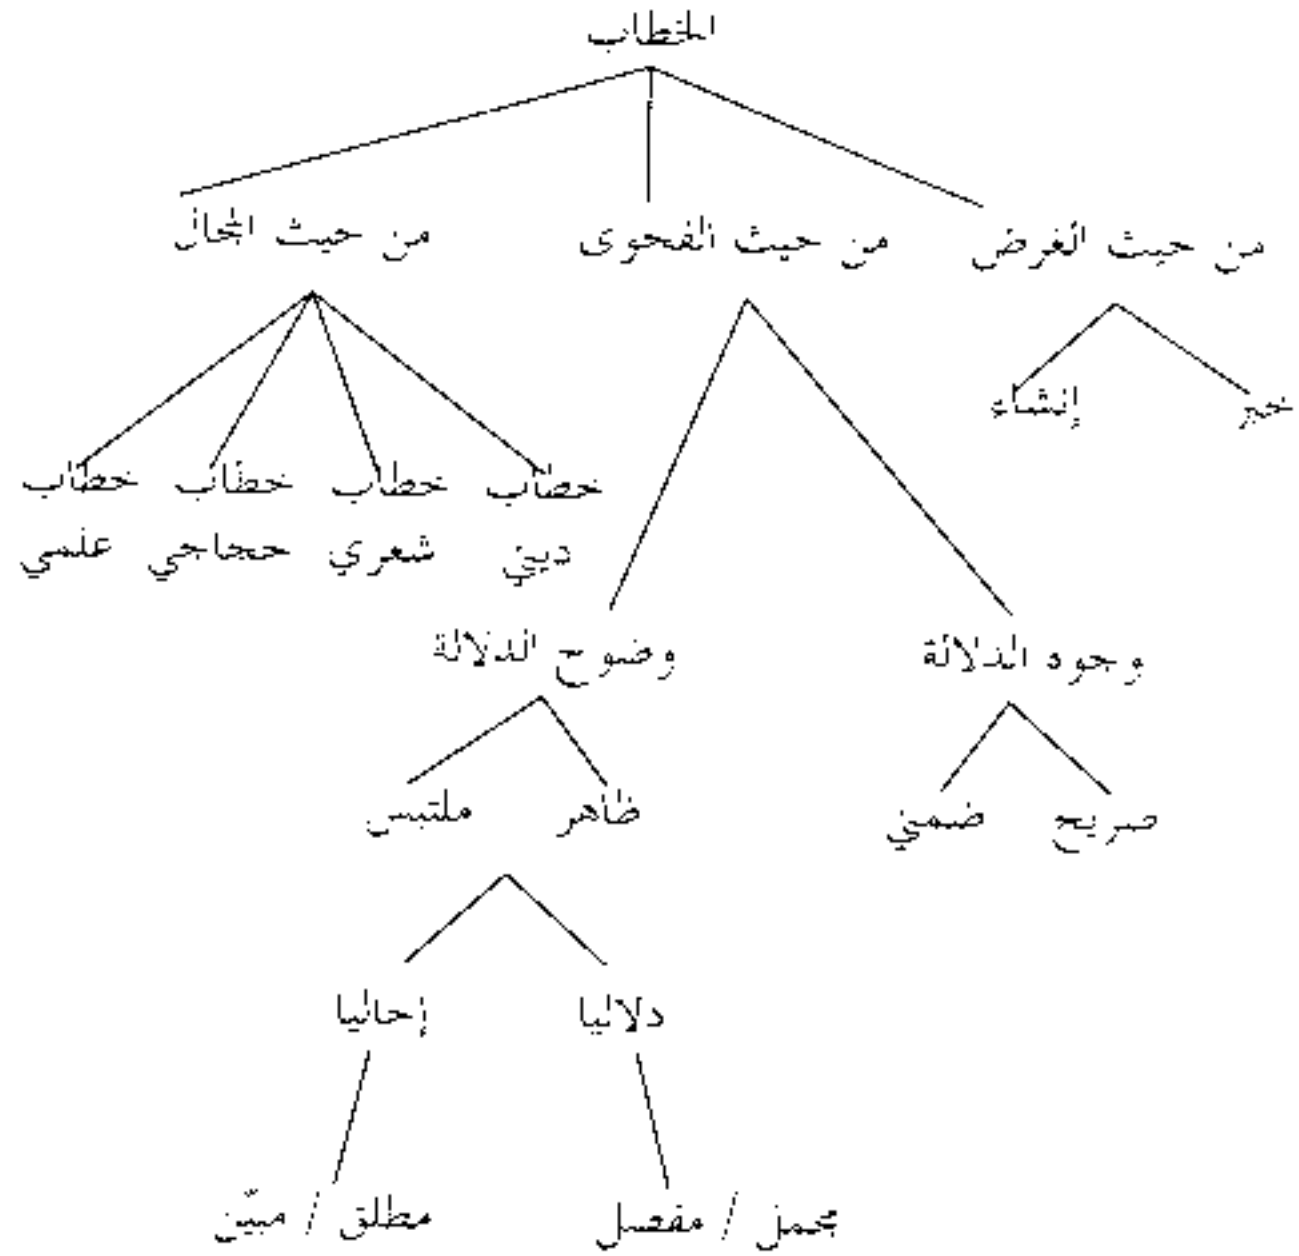 الخطاب
من حيث الغرض من حيث الفحوى من حيث المجال
خبر إنشاء
خطاب خطاب خطاب خطاب
ديني شعري حجاجي علمي
وجود الدلالة وضوح الدلالة
صريح ضمني ظاهر ملتبس
دلاليا إحاليا
مجمل / مفصل مطلق / مبيّن